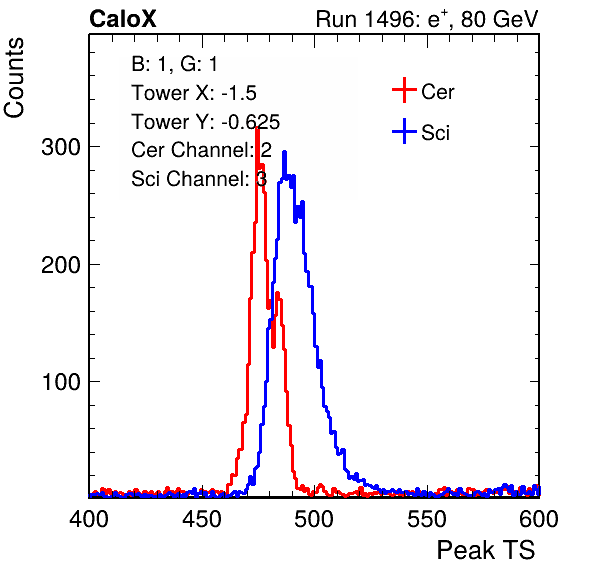 CaloX Run 1496: e⁺, 80 GeV
Counts
B: 1, G: 1
Tower X: -1.5
Tower Y: -0.625
Cer Channel: 2
Sci Channel: 3
Cer
Sci
300
200
100
400 450 500 550 600
Peak TS